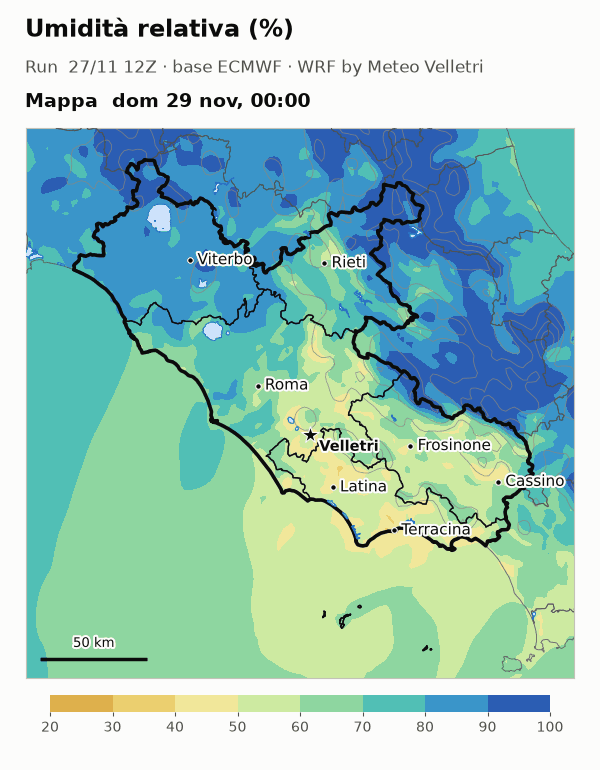 Umidità relativa (%)
Run  27/11 12Z · base ECMWF · WRF by Meteo Velletri
Mappa  dom 29 nov, 00:00
Viterbo
Rieti
Roma
Velletri
Frosinone
Cassino
Latina
Terracina
50 km
20 30 40 50 60 70 80 90 100